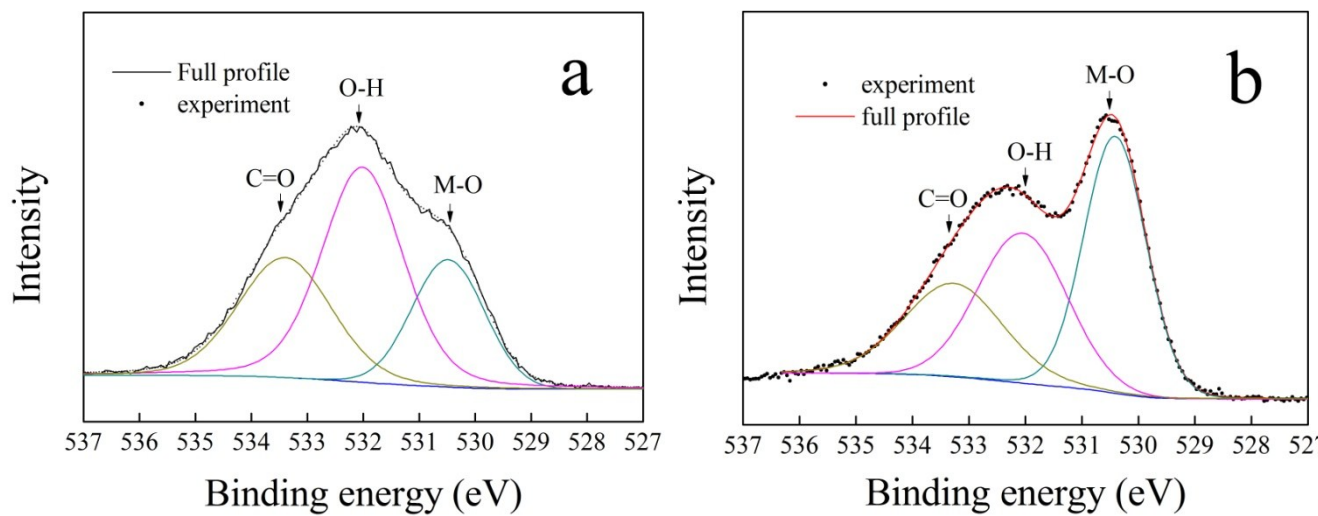 a
Full profile
experiment
O-H
C=O
M-O
Intensity
537 536 535 534 533 532 531 530 529 528 527
Binding energy (eV)
b
experiment
full profile
M-O
O-H
C=O
Intensity
537 536 535 534 533 532 531 530 529 528 527
Binding energy (eV)